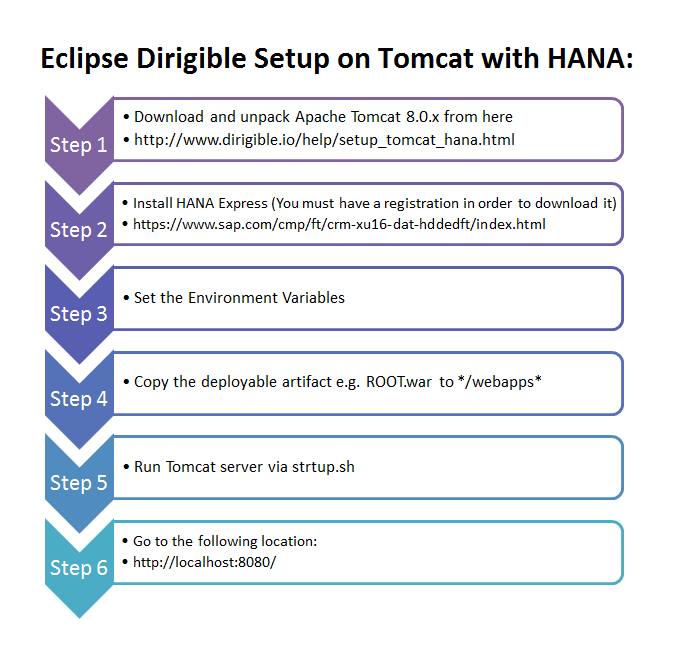 Eclipse Dirigible Setup on Tomcat with HANA:
Step 1
• Download and unpack Apache Tomcat 8.0.x from here
• http://www.dirigible.io/help/setup_tomcat_hana.html
Step 2
• Install HANA Express (You must have a registration in order to download it)
• https://www.sap.com/cmp/ft/crm-xu16-dat-hddedft/index.html
Step 3
• Set the Environment Variables
Step 4
• Copy the deployable artifact e.g. ROOT.war to */webapps*
Step 5
• Run Tomcat server via strtup.sh
Step 6
• Go to the following location:
• http://localhost:8080/